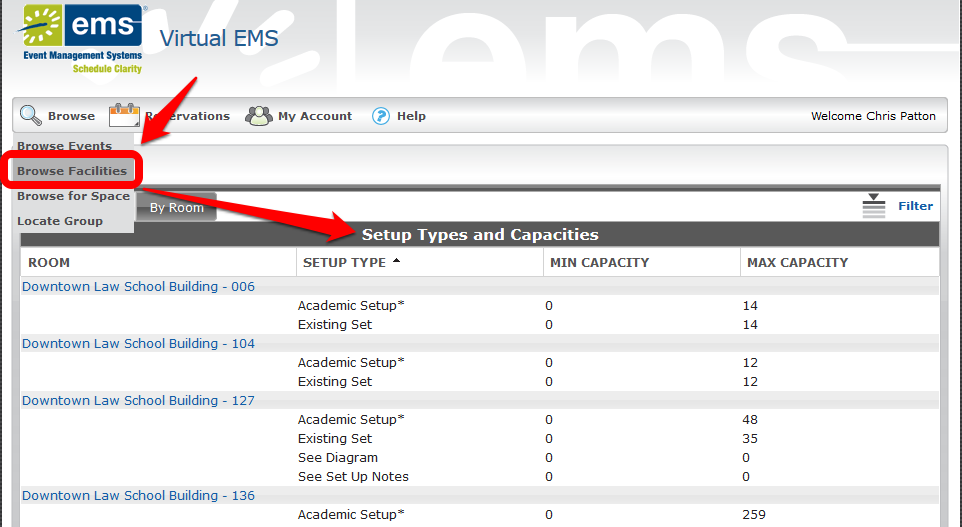 ems
Event Management Systems
Schedule Clarity
Virtual EMS
ems
Browse Reservations My Account ? Help Welcome Chris Patton
Browse Events
Browse Facilities
Browse for Space
Locate Group
By Room
Filter
Setup Types and Capacities
ROOM SETUP TYPE MIN CAPACITY MAX CAPACITY
Downtown Law School Building - 006
Academic Setup* 0 14
Existing Set 0 14
Downtown Law School Building - 104
Academic Setup* 0 12
Existing Set 0 12
Downtown Law School Building - 127
Academic Setup* 0 48
Existing Set 0 35
See Diagram 0 0
See Set Up Notes 0 0
Downtown Law School Building - 136
Academic Setup* 0 259